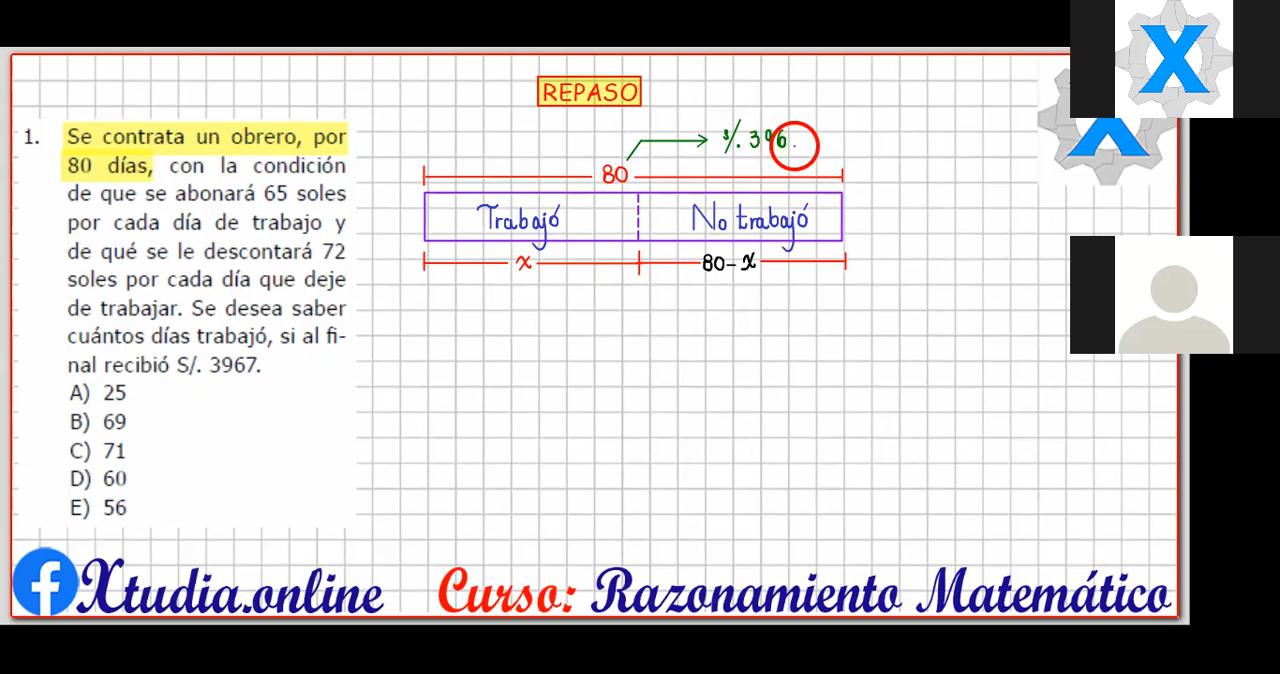 REPASO
1. Se contrata un obrero, por
80 días, con la condición
de que se abonará 65 soles
por cada día de trabajo y
de qué se le descontará 72
soles por cada día que deje
de trabajar. Se desea saber
cuántos días trabajó, si al fi-
nal recibió S/. 3967.
A) 25
B) 69
C) 71
D) 60
E) 56
s/. 396
80
Trabajó No trabajó
x 80-x
X
X
f Xtudia.online Curso: Razonamiento Matemático